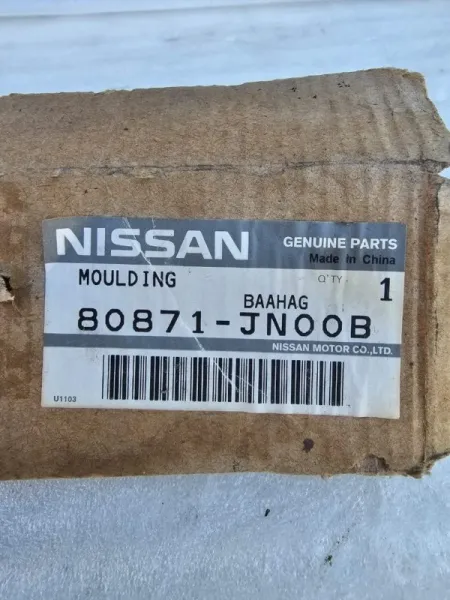 NISSAN
GENUINE PARTS
Made in China
MOULDING
Q'TY
1
BAAHAG
80871-JN00B
NISSAN MOTOR CO.,LTD.
U1103